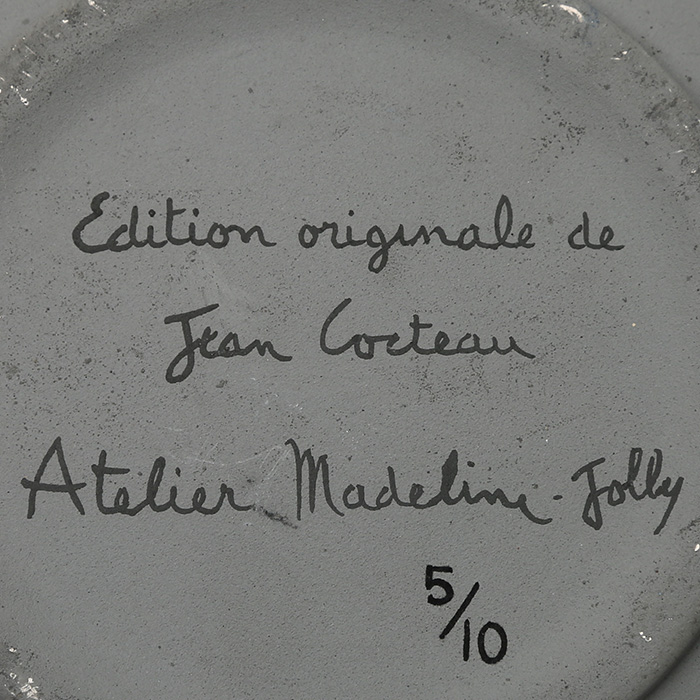 Edition originale de
Jean Cocteau
Atelier Madeline-Jolly
5/10